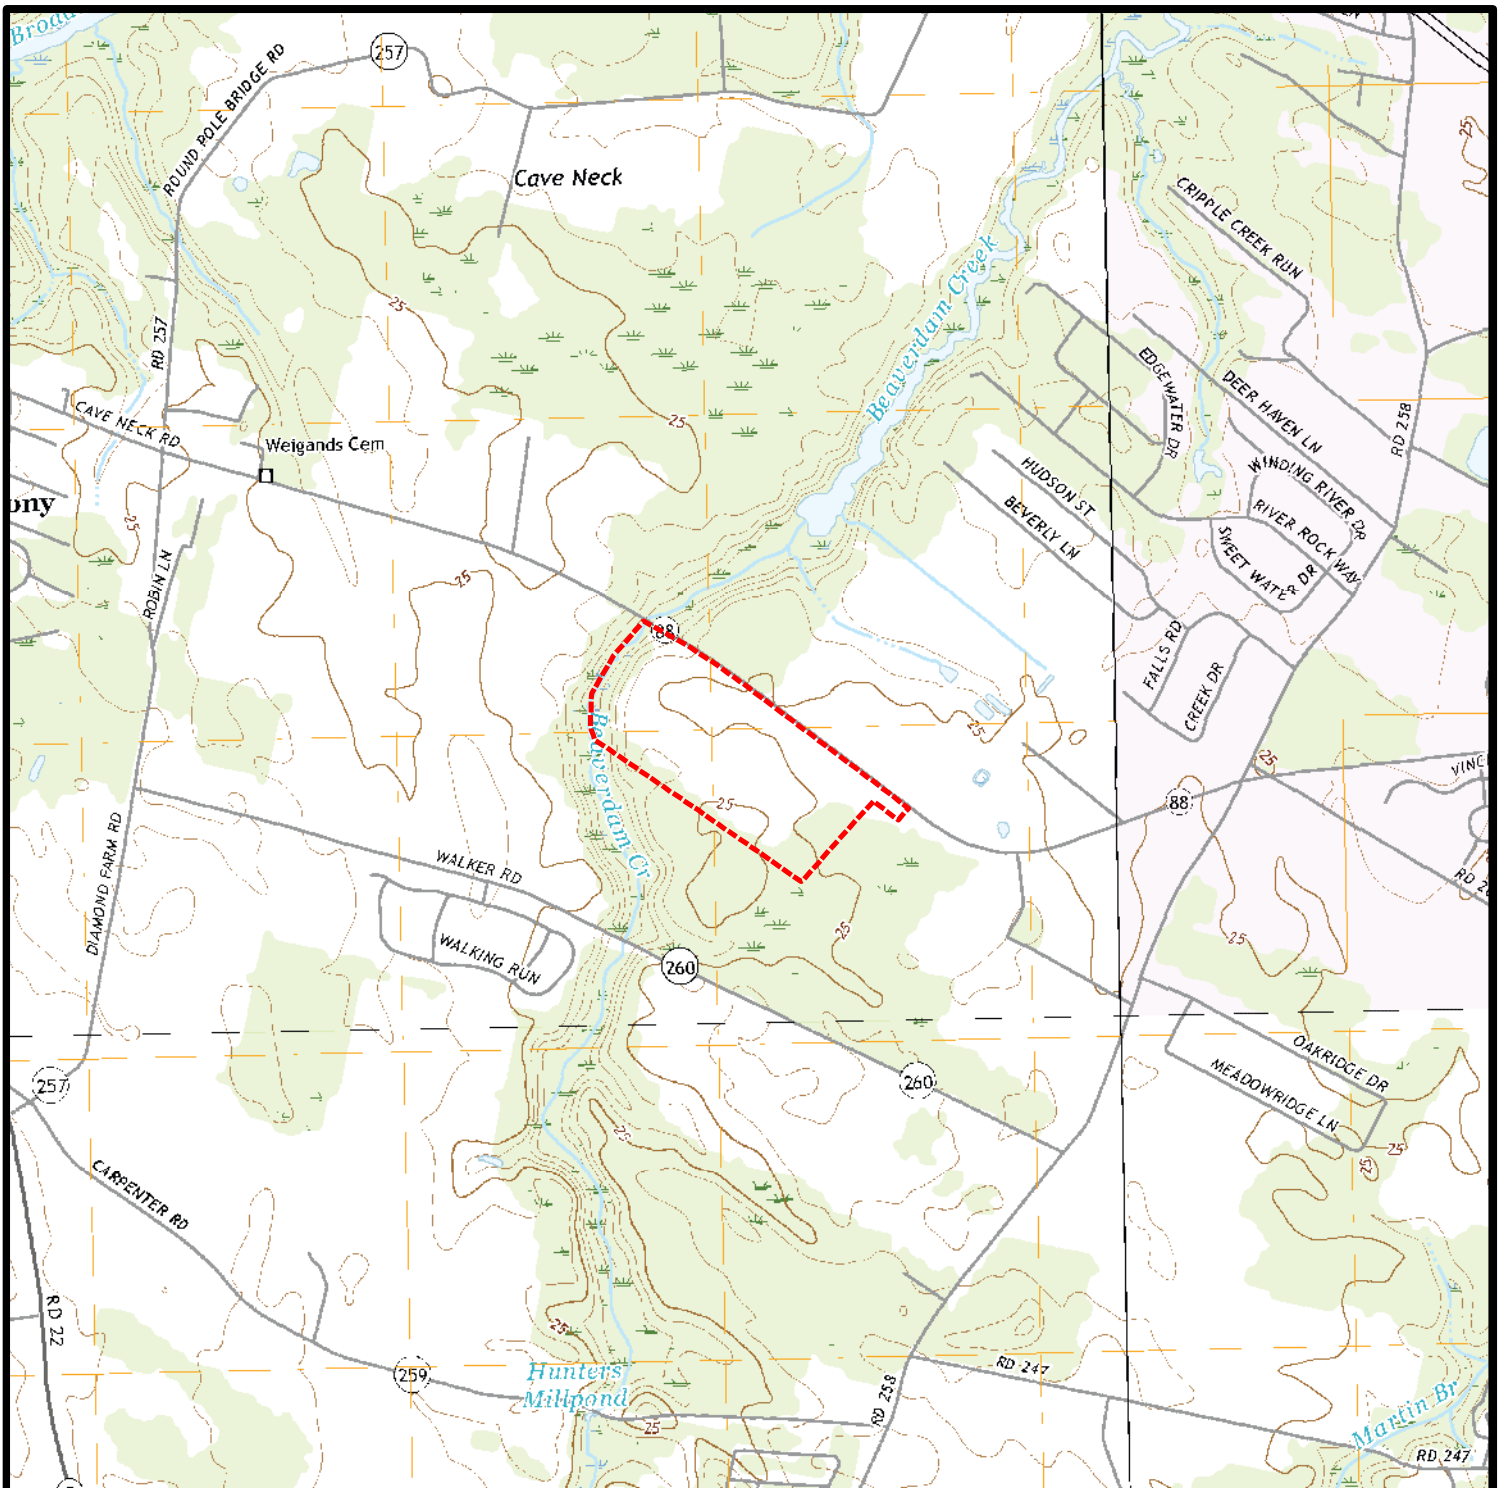 Broad
257
ROUND POLE BRIDGE RD
Cave Neck
25
CRIPPLE CREEK RUN
Beaverdam Creek
25
RD 257
EDGEWATER DR
DEER HAVEN LN
RD 258
CAVE NECK RD
25
Weigands Cem
HUDSON ST
WINDING RIVER DR
BEVERLY LN
RIVER ROCK WAY
ony
25
SWEET WATER DR
ROBIN LN
25
88
FALLS RD
CREEK DR
25
Beaverdam Cr
25
25
VINC
88
DIAMOND FARM RD
WALKER RD
RD 2
25
25
WALKING RUN
260
OAKRIDGE DR
257
260
MEADOWRIDGE LN
25
25
25
CARPENTER RD
RD 22
25
259
Hunters
Millpond
RD 247
RD 258
25
Martin Br
RD 247